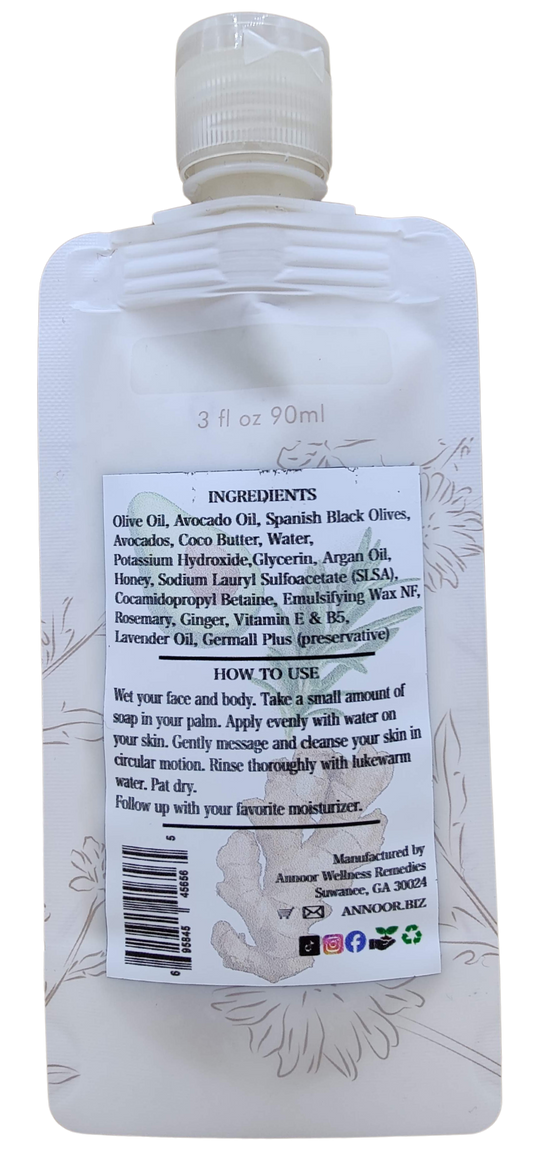 3 fl oz 90ml
INGREDIENTS
Olive Oil, Avocado Oil, Spanish Black Olives,
Avocados, Coco Butter, Water,
Potassium Hydroxide,Glycerin, Argan Oil,
Honey, Sodium Lauryl Sulfoacetate (SLSA),
Cocamidopropyl Betaine, Emulsifying Wax NF,
Rosemary, Ginger, Vitamin E & B5,
Lavender Oil, Germall Plus (preservative)
HOW TO USE
Wet your face and body. Take a small amount of
soap in your palm. Apply evenly with water on
your skin. Gently message and cleanse your skin in
circular motion. Rinse thoroughly with lukewarm
water. Pat dry.
Follow up with your favorite moisturizer.
6 95845 45656 5
Manufactured by
Annoor Wellness Remedies
Suwanee, GA 30024
ANNOOR.BIZ